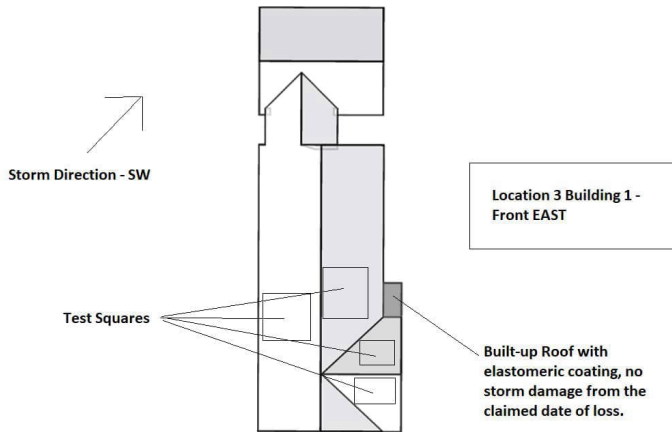 Storm Direction - SW
Location 3 Building 1 -
Front EAST
Test Squares
Built-up Roof with
elastomeric coating, no
storm damage from the
claimed date of loss.